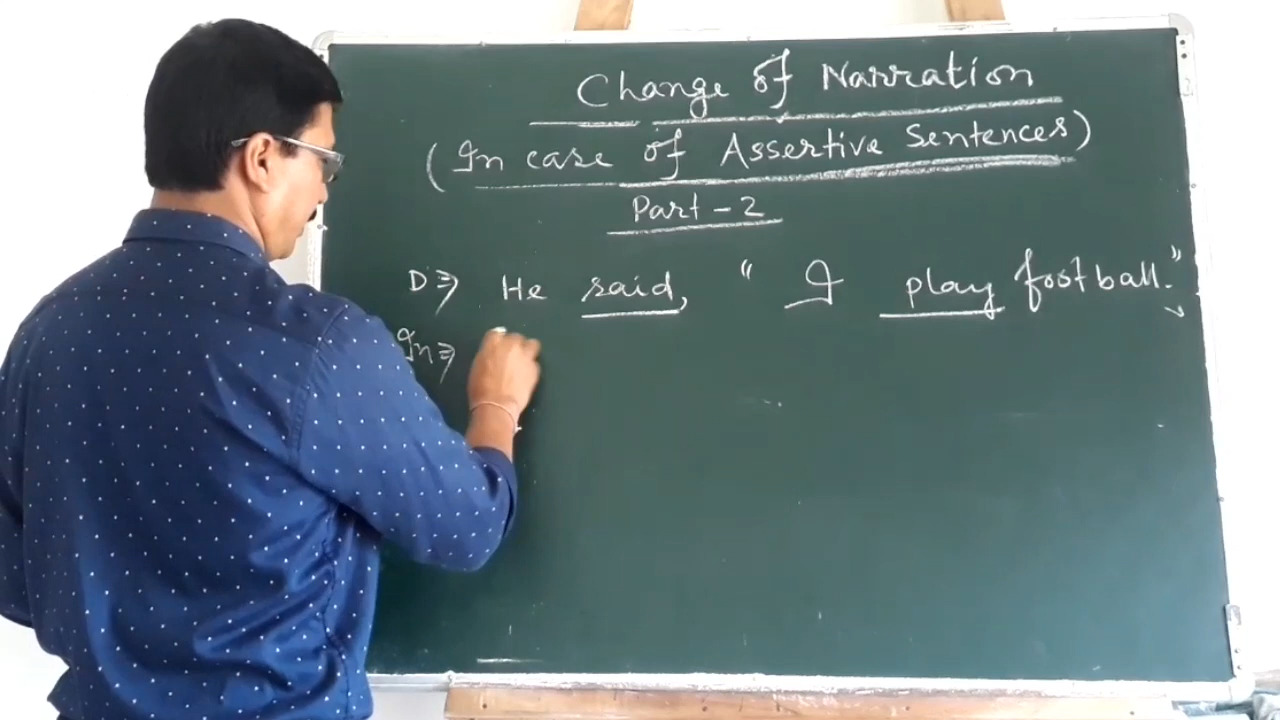 Change of Narration
(In case of Assertive Sentences)
Part - 2
D⇒ He said, " I play football."
In⇒